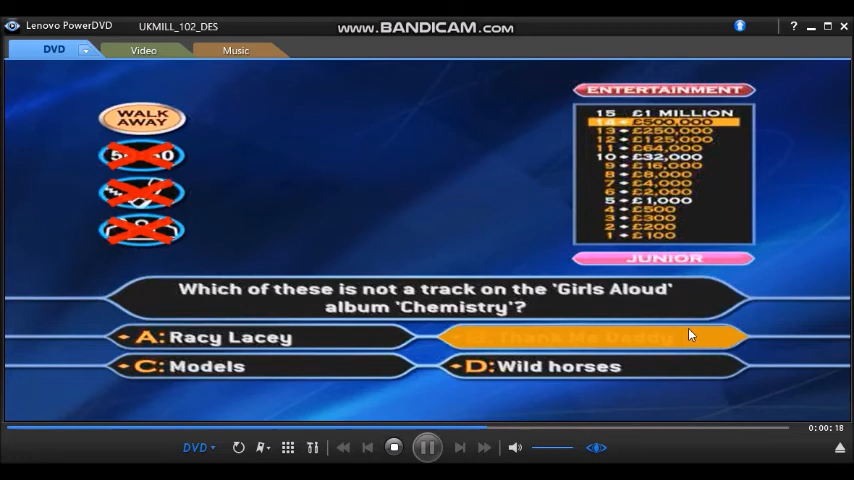 Lenovo PowerDVD
UKMILL_102_DES
www.BANDICAM.com
?
DVD
Video
Music
WALK AWAY
ENTERTAINMENT
15 £1 MILLION
14 £500,000
13 £250,000
12 £125,000
11 £64,000
10 £32,000
9 £16,000
8 £8,000
7 £4,000
6 £2,000
5 £1,000
4 £500
3 £300
2 £200
1 £100
JUNIOR
Which of these is not a track on the 'Girls Aloud'
album 'Chemistry'?
A: Racy Lacey
B: Thank Me Daddy
C: Models
D: Wild horses
0:00:18
DVD